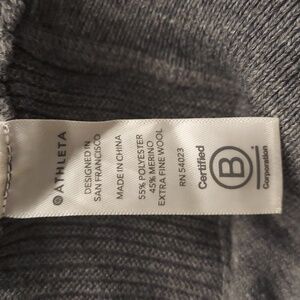 ATHLETA
DESIGNED IN
SAN FRANCISCO
MADE IN CHINA
55% POLYESTER
45% MERINO
EXTRA FINE WOOL
RN 54023
Certified
B
Corporation